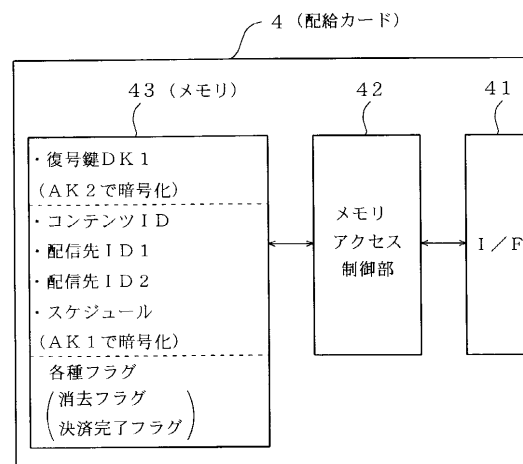 4（配給カード）
43（メモリ）
42
41
・復号鍵DK1
(AK2で暗号化)
・コンテンツID
・配信先ID1
・配信先ID2
・スケジュール
(AK1で暗号化)
各種フラグ
(消去フラグ
決済完了フラグ)
メモリ
アクセス
制御部
I／F